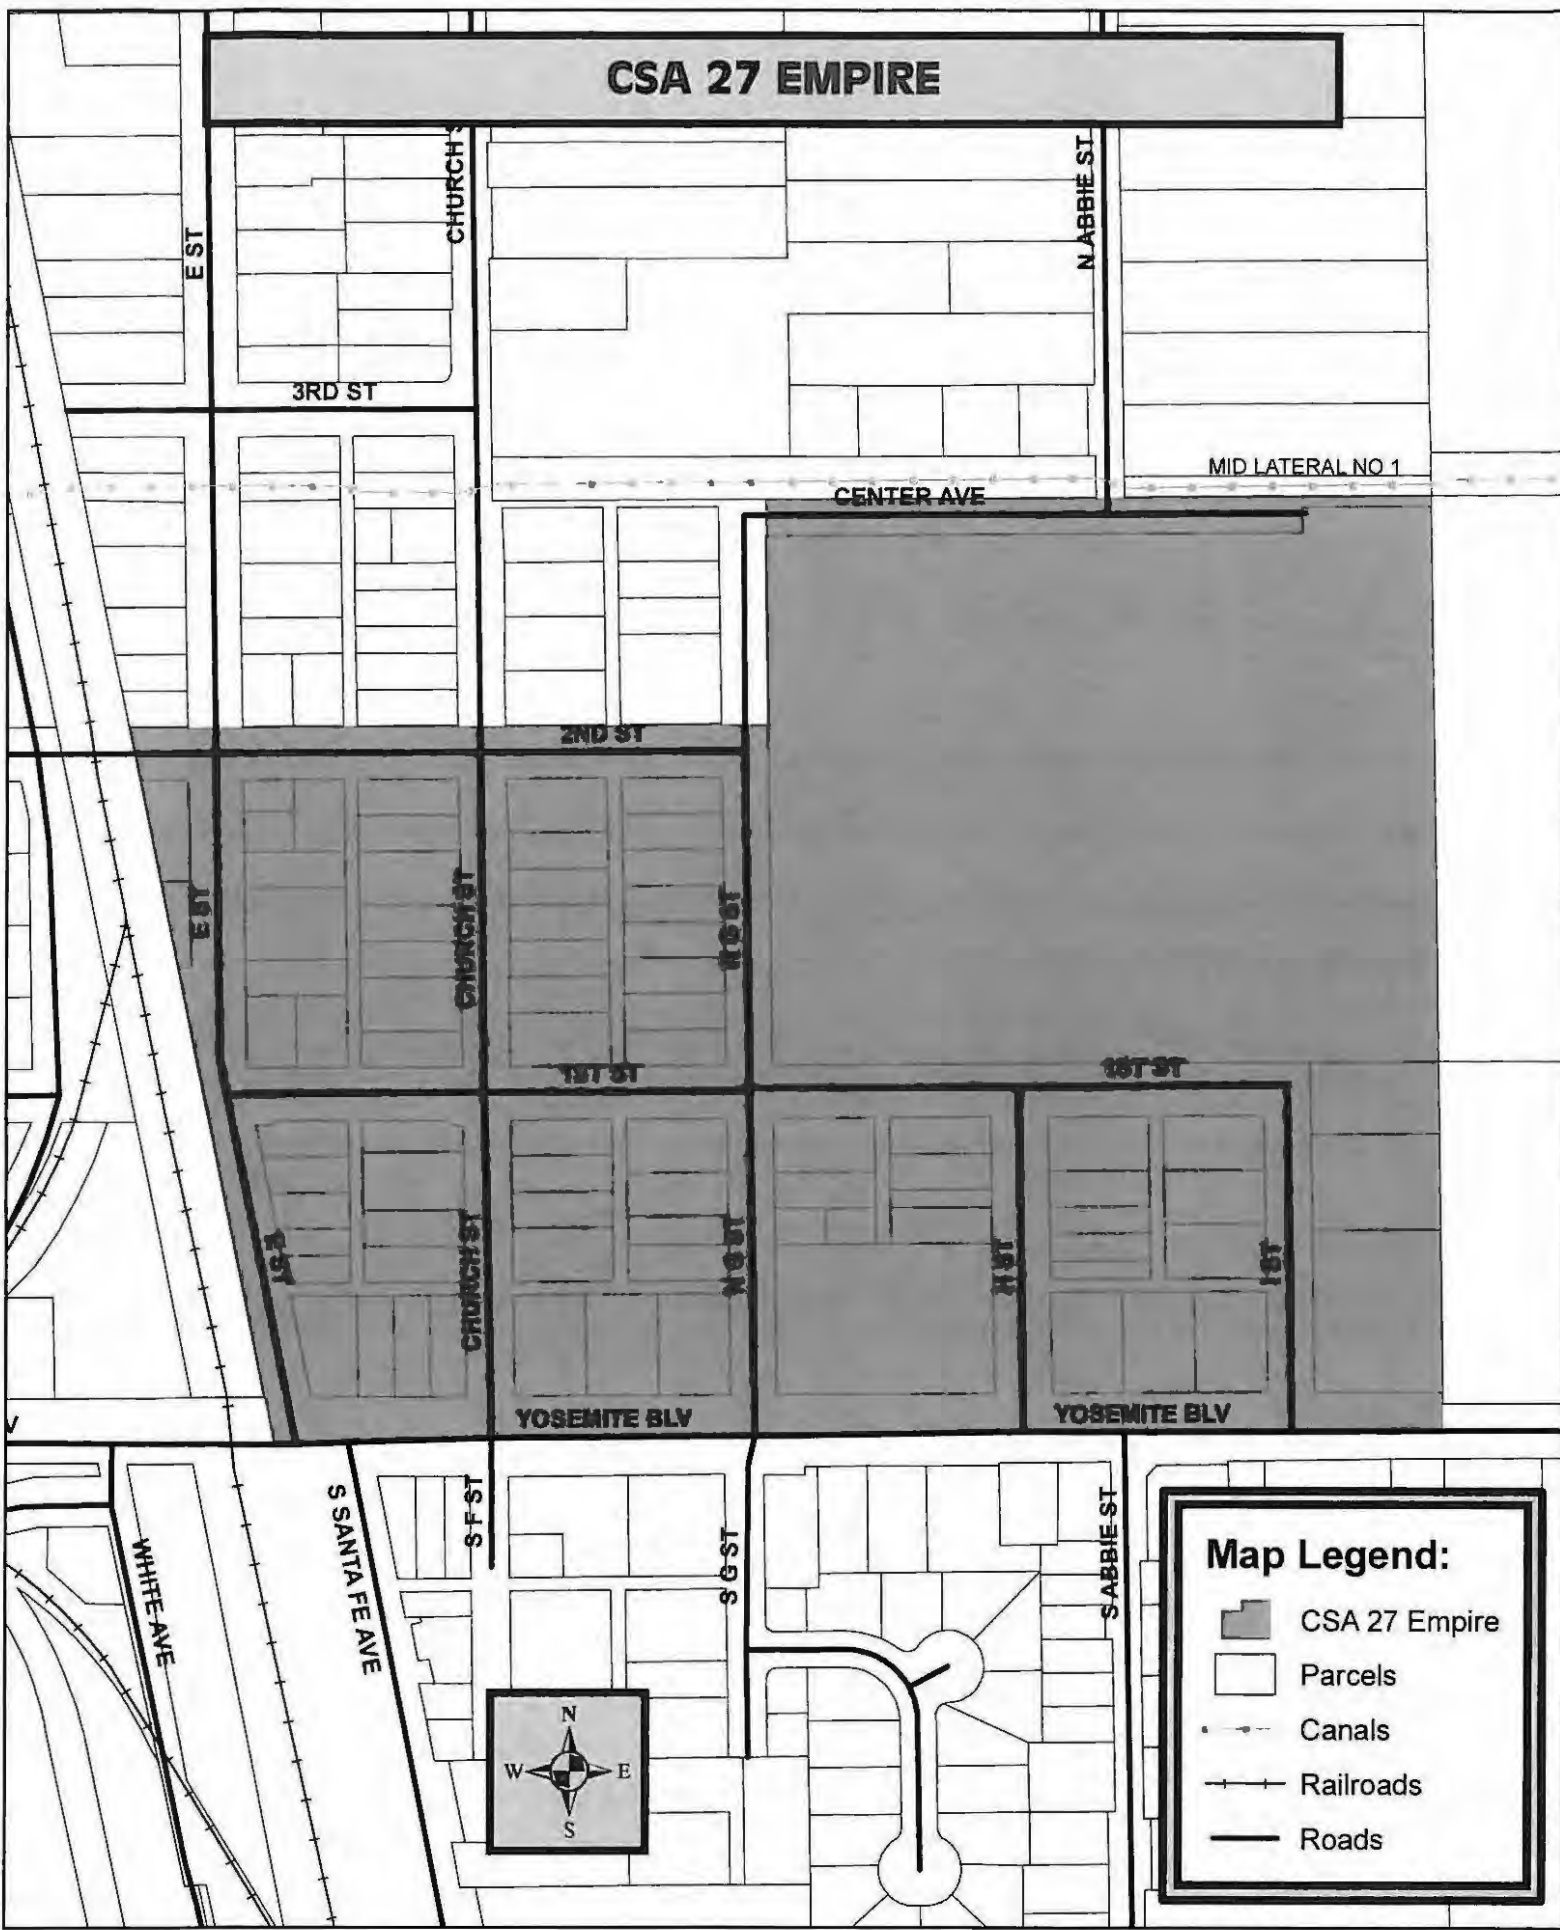 CSA 27 EMPIRE
CHURCH S
N ABBIE ST
E ST
3RD ST
MID LATERAL NO 1
CENTER AVE
2ND ST
E ST
CHURCH ST
N G ST
1ST ST
1ST ST
E ST
CHURCH ST
N G ST
H ST
I ST
YOSEMITE BLV
YOSEMITE BLV
V
S F ST
S SANTA FE AVE
S G ST
S ABBIE ST
WHITE AVE
Map Legend:
CSA 27 Empire
Parcels
Canals
Railroads
Roads
N
W E
S